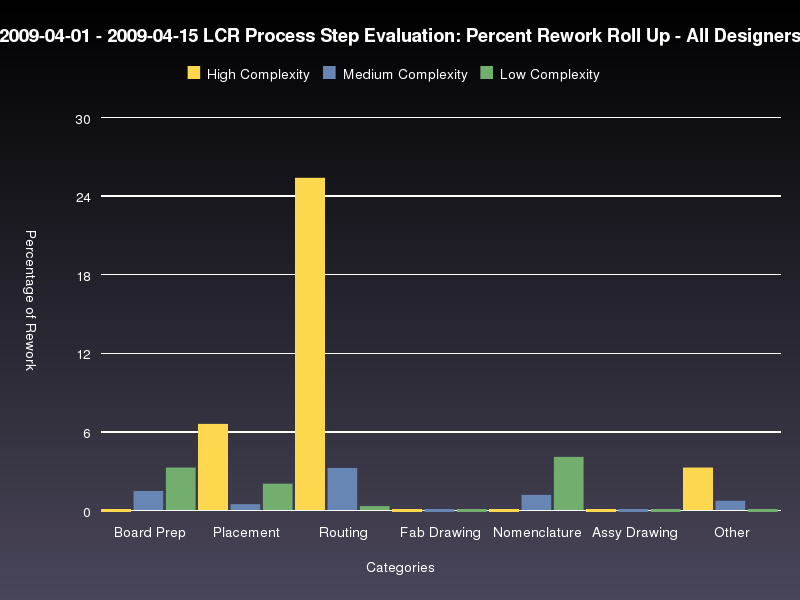 2009-04-01 - 2009-04-15 LCR Process Step Evaluation: Percent Rework Roll Up - All Designers
High Complexity Medium Complexity Low Complexity
30
24
18
12
6
0
Percentage of Rework
Board Prep Placement Routing Fab Drawing Nomenclature Assy Drawing Other
Categories